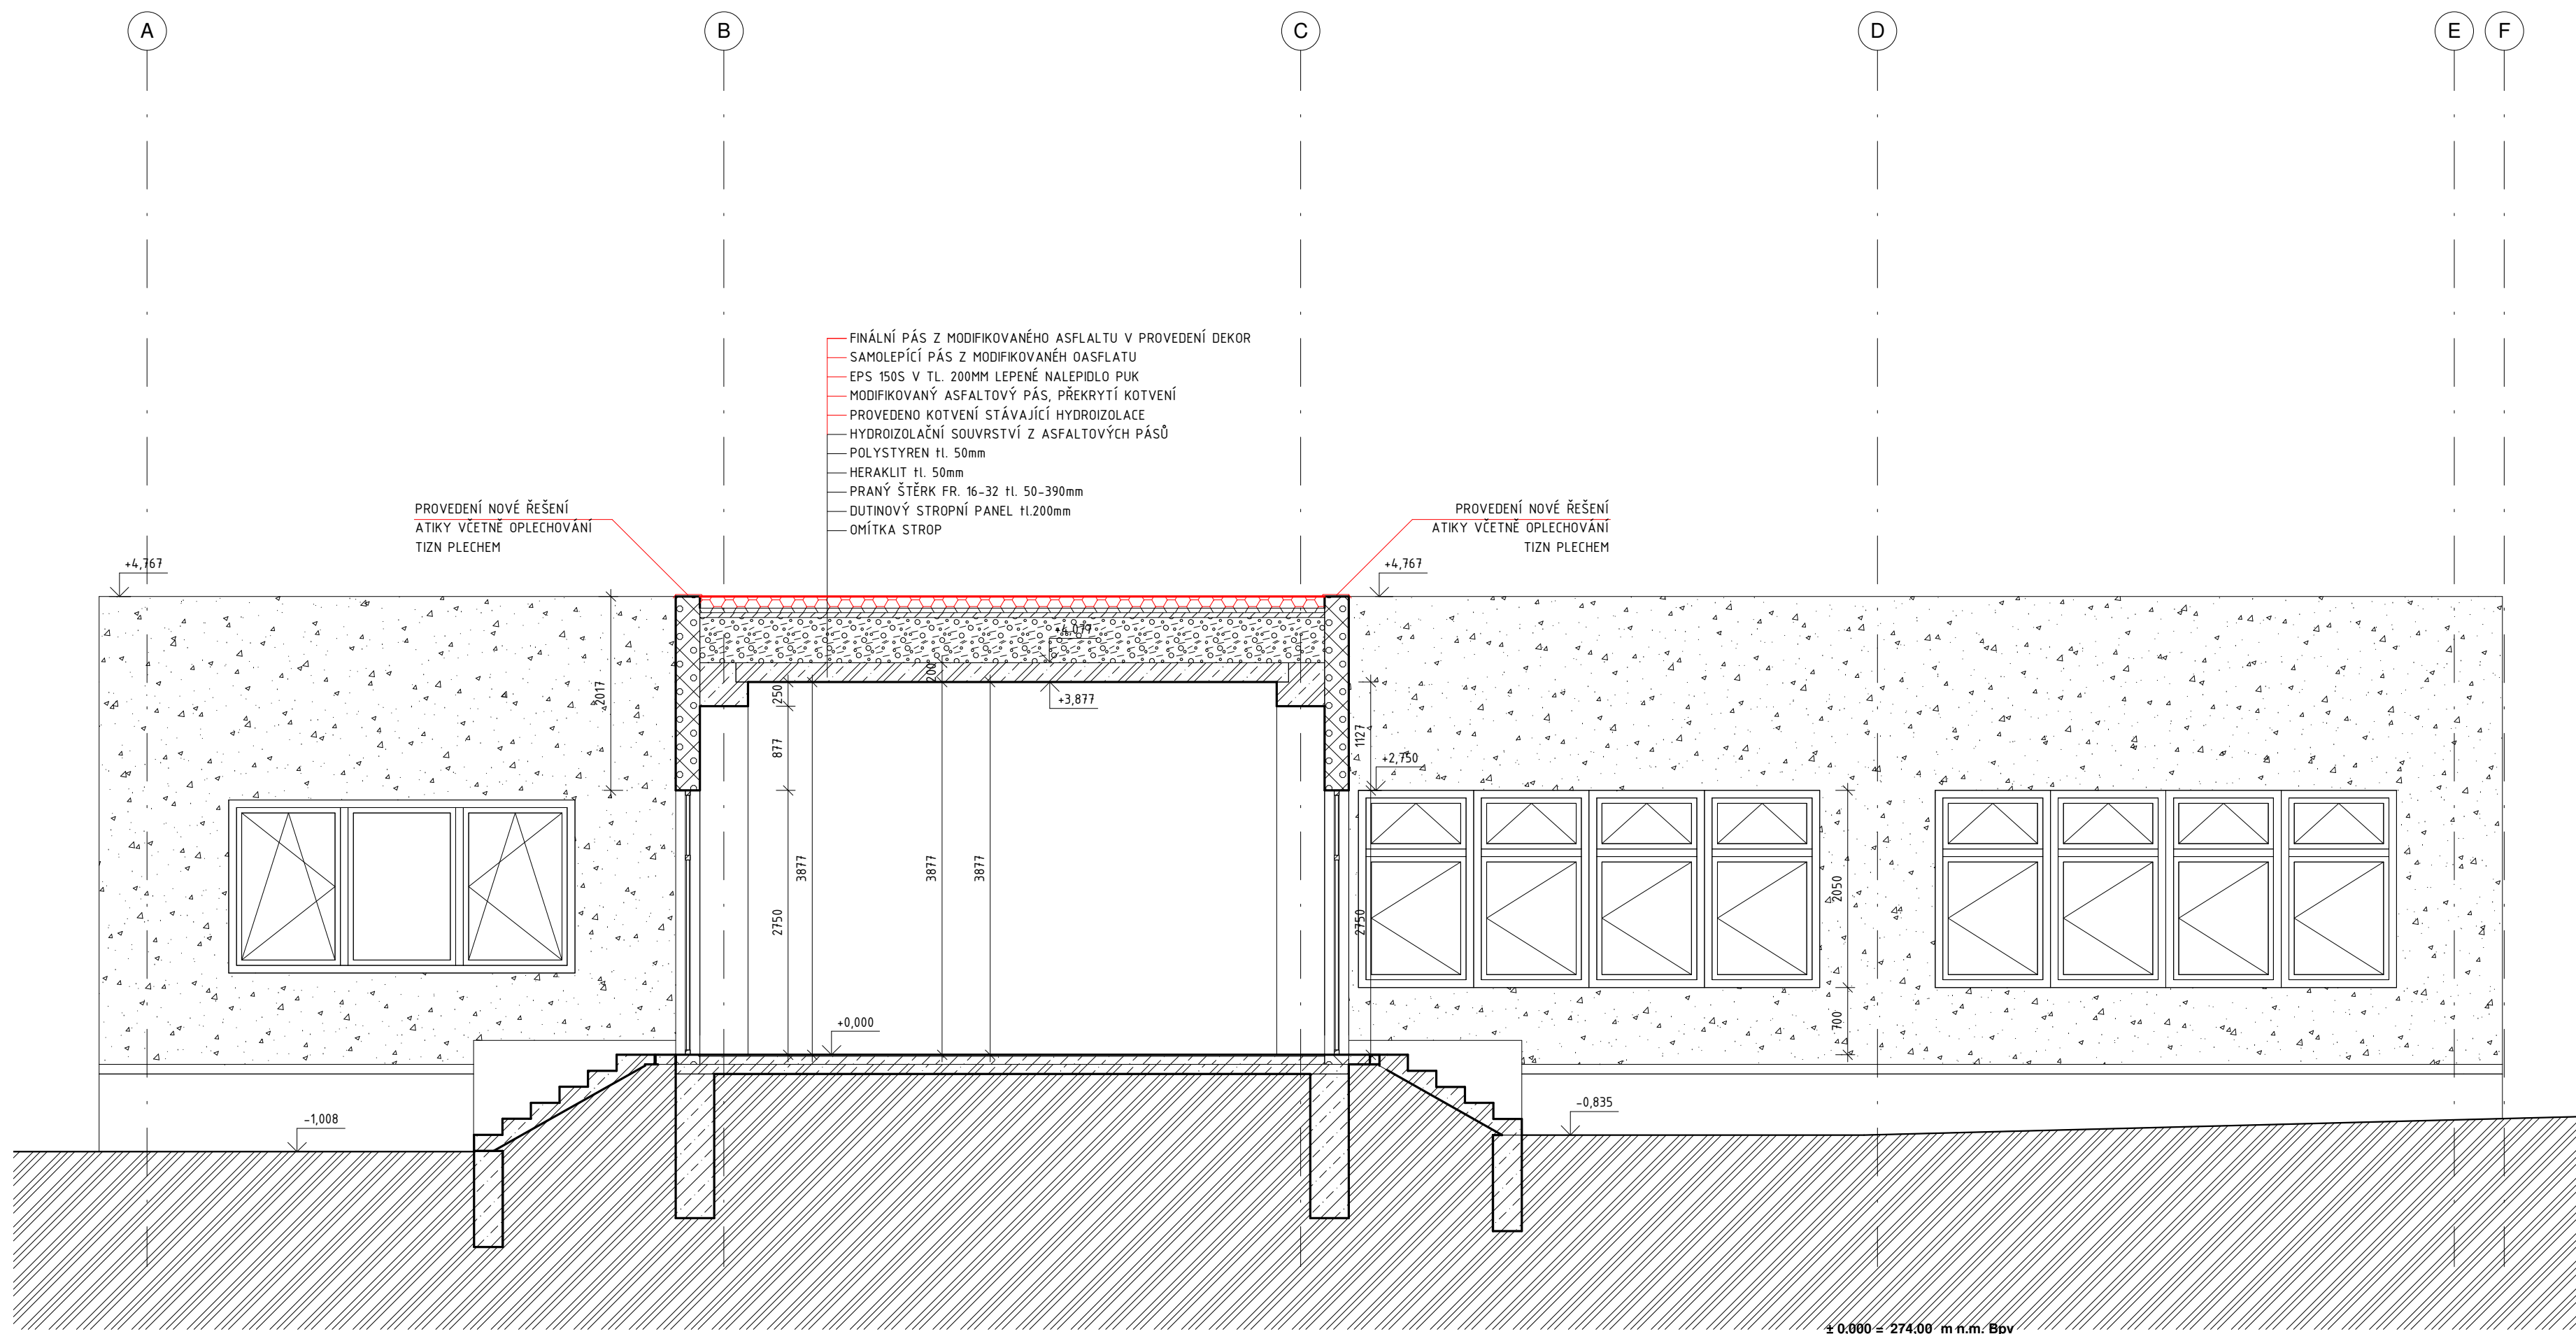 A
B
C
D
E
F
FINÁLNÍ PÁS Z MODIFIKOVANÉHO ASFLALTU V PROVEDENÍ DEKOR
SAMOLEPÍCÍ PÁS Z MODIFIKOVANÉH OASFLATU
EPS 150S V TL. 200MM LEPENÉ NALEPIDLO PUK
MODIFIKOVANÝ ASFALTOVÝ PÁS, PŘEKRYTÍ KOTVENÍ
PROVEDENO KOTVENÍ STÁVAJÍCÍ HYDROIZOLACE
HYDROIZOLAČNÍ SOUVRSTVÍ Z ASFALTOVÝCH PÁSŮ
POLYSTYREN tl. 50mm
HERAKLIT tl. 50mm
PRANÝ ŠTĚRK FR. 16-32 tl. 50-390mm
DUTINOVÝ STROPNÍ PANEL tl.200mm
OMÍTKA STROP
PROVEDENÍ NOVÉ ŘEŠENÍ
ATIKY VČETNĚ OPLECHOVÁNÍ
TIZN PLECHEM
PROVEDENÍ NOVÉ ŘEŠENÍ
ATIKY VČETNĚ OPLECHOVÁNÍ
TIZN PLECHEM
+4,767
+4,767
+4,077
200
2017
250
+3,877
877
1127
+2,750
3877
3877
3877
2750
2750
2050
700
+0,000
-1,008
-0,835
± 0.000 = 274.00 m n.m. Bpv